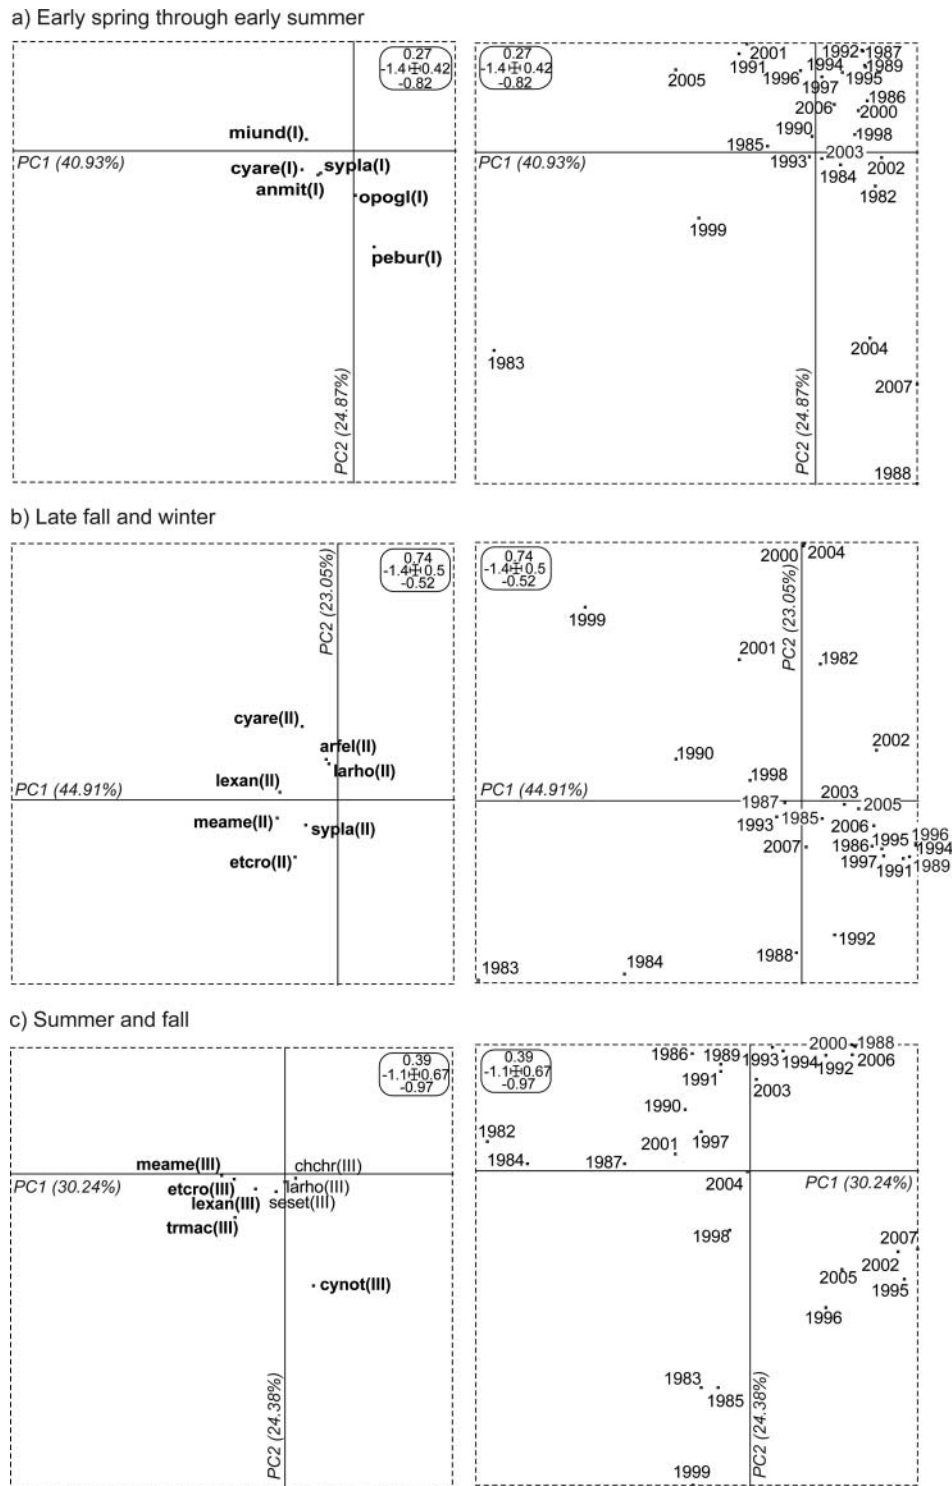 a) Early spring through early summer
0.27
-1.4 0.42
-0.82
miund(I)
PC1 (40.93%)
cyare(I) sypla(I)
anmit(I)
opogl(I)
pebur(I)
PC2 (24.87%)
0.27
-1.4 0.42
-0.82
2001 1992 1987
1991 1994 1989
2005 1996 1995
1997
1986
2006 2000
1990 1998
1985
PC1 (40.93%)
2003
1993 2002
1984
1982
1999
2004
1983
2007
PC2 (24.87%)
1988
b) Late fall and winter
PC2 (23.05%)
0.74
-1.4 0.5
-0.52
cyare(II)
arfel(II)
larho(II)
lexan(II)
PC1 (44.91%)
meame(II)
sypla(II)
etcro(II)
0.74
-1.4 0.5
-0.52
2000 2004
PC2 (23.05%)
1999
2001
1982
2002
1990
1998
PC1 (44.91%)
2003
1987 2005
1993 1985 2006
1995 1996
2007 1986 1994
1997 1989
1991
1992
1988
1984
1983
c) Summer and fall
0.39
-1.1 0.67
-0.97
meame(III) chchr(III)
PC1 (30.24%)
etcro(III) larho(III)
lexan(III) seset(III)
trmac(III)
cynot(III)
PC2 (24.38%)
0.39
-1.1 0.67
-0.97
2000 1988
1986 1989 1993 1994 2006
1992
1991
2003
1990
1982
1997
2001
1984 1987
PC1 (30.24%)
2004
1998
2007
2002
2005
1995
1996
1983
1985
PC2 (24.38%)
1999